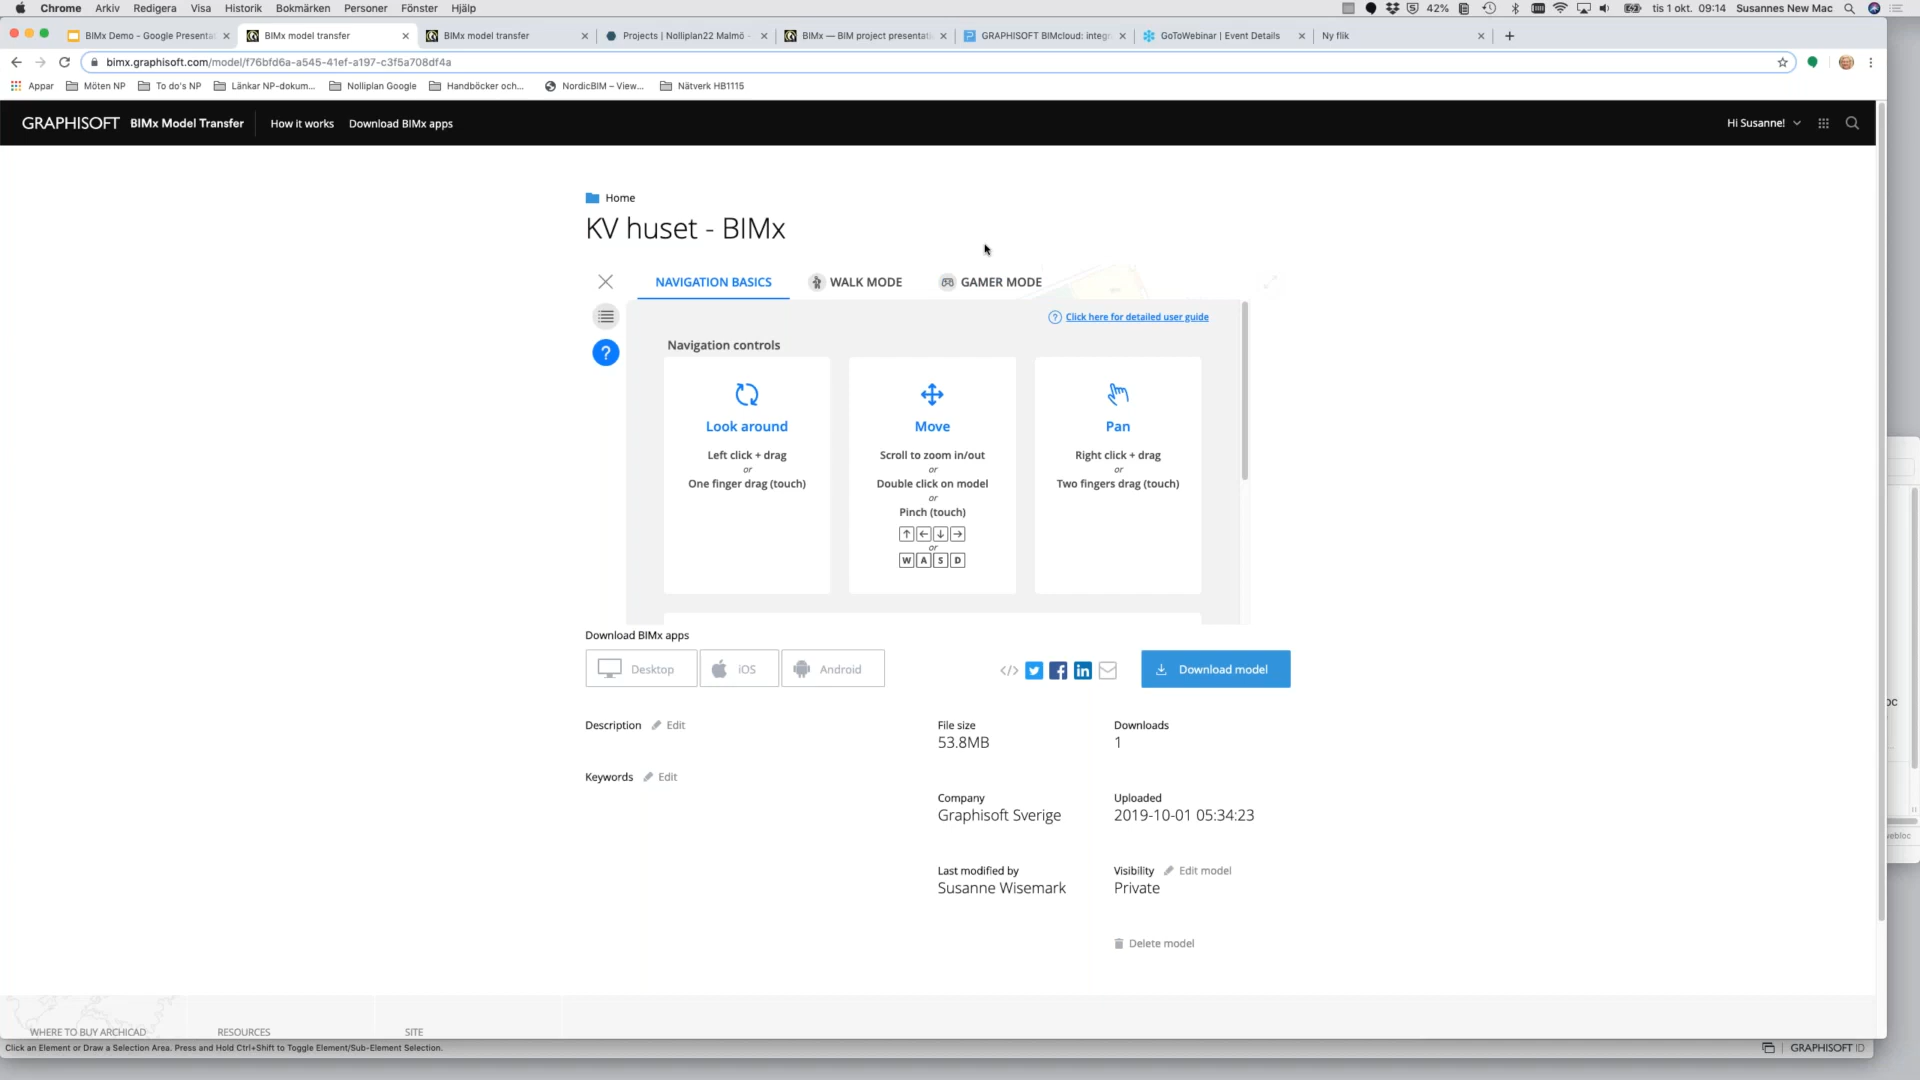 Chrome Arkiv Redigera Visa Historik Bokmärken Personer Fönster Hjälp 42% tis 1 okt. 09:14 Susannes New Mac
BIMx Demo – Google Presenta BIMx model transfer BIMx model transfer Projects | Nolliplan22 Malmö - BIMx — BIM project presentati GRAPHISOFT BIMcloud: integr GoToWebinar | Event Details Ny flik
bimx.graphisoft.com/model/f76bfd6a-a545-41ef-a197-c3f5a708df4a
Appar Möten NP To do's NP Länkar NP-dokum... Nolliplan Google Handböcker och... NordicBIM – View... Nätverk HB1115
GRAPHISOFT BIMx Model Transfer How it works Download BIMx apps Hi Susanne!
Home
KV huset - BIMx
NAVIGATION BASICS WALK MODE GAMER MODE
? Click here for detailed user guide
?
Navigation controls
Look around Move Pan
Left click + drag Scroll to zoom in/out Right click + drag
or or or
One finger drag (touch) Double click on model Two fingers drag (touch)
or
Pinch (touch)
↑ ← ↓ →
or
W A S D
Download BIMx apps
Desktop iOS Android </> Download model
Description Edit File size Downloads
53.8MB 1
Keywords Edit
Company Uploaded
Graphisoft Sverige 2019-10-01 05:34:23
Last modified by Visibility Edit model
Susanne Wisemark Private
Delete model
WHERE TO BUY ARCHICAD RESOURCES SITE
Click an Element or Draw a Selection Area. Press and Hold Ctrl+Shift to Toggle Element/Sub-Element Selection. GRAPHISOFT ID